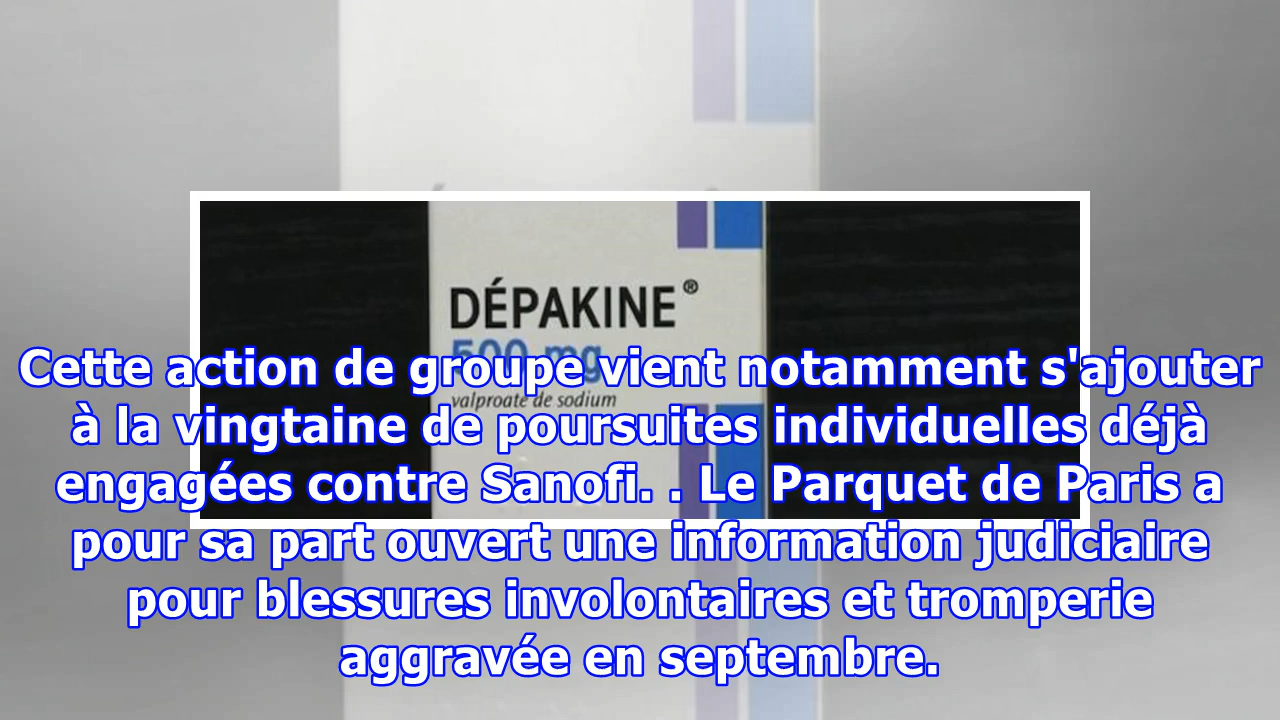 DÉPAKINE®
500 mg
valproate de sodium
Cette action de groupe vient notamment s'ajouter
à la vingtaine de poursuites individuelles déjà
engagées contre Sanofi. . Le Parquet de Paris a
pour sa part ouvert une information judiciaire
pour blessures involontaires et tromperie
aggravée en septembre.